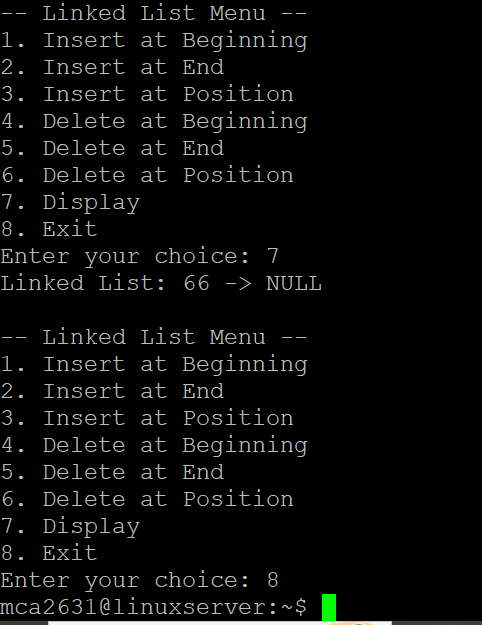 -- Linked List Menu --
1. Insert at Beginning
2. Insert at End
3. Insert at Position
4. Delete at Beginning
5. Delete at End
6. Delete at Position
7. Display
8. Exit
Enter your choice: 7
Linked List: 66 -> NULL

-- Linked List Menu --
1. Insert at Beginning
2. Insert at End
3. Insert at Position
4. Delete at Beginning
5. Delete at End
6. Delete at Position
7. Display
8. Exit
Enter your choice: 8
mca2631@linuxserver:~$